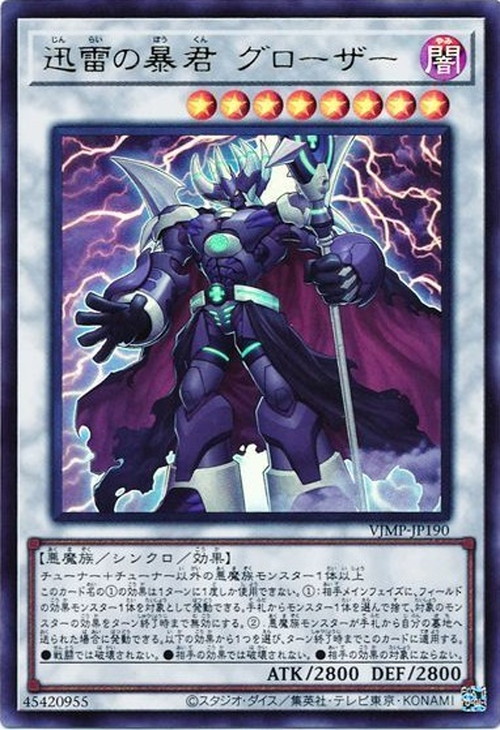 迅雷の暴君 グローザー
闇
VJMP-JP190
【悪魔族/シンクロ/効果】
チューナー+チューナー以外の悪魔族モンスター1体以上
このカード名の①の効果は1ターンに1度しか使用できない。①:相手メインフェイズに、フィールド
の効果モンスター1体を対象として発動できる。手札からモンスター1体を選んで捨て、対象のモ
ンスターの効果をターン終了時まで無効にする。②:悪魔族モンスターが手札から自分の墓地へ
送られた場合に発動できる。以下の効果から1つを選び、ターン終了時までこのカードに適用する。
●戦闘では破壊されない。●相手の効果では破壊されない。●相手の効果の対象にならない。
ATK/2800 DEF/2800
45420955 ©スタジオ・ダイス/集英社・テレビ東京・KONAMI